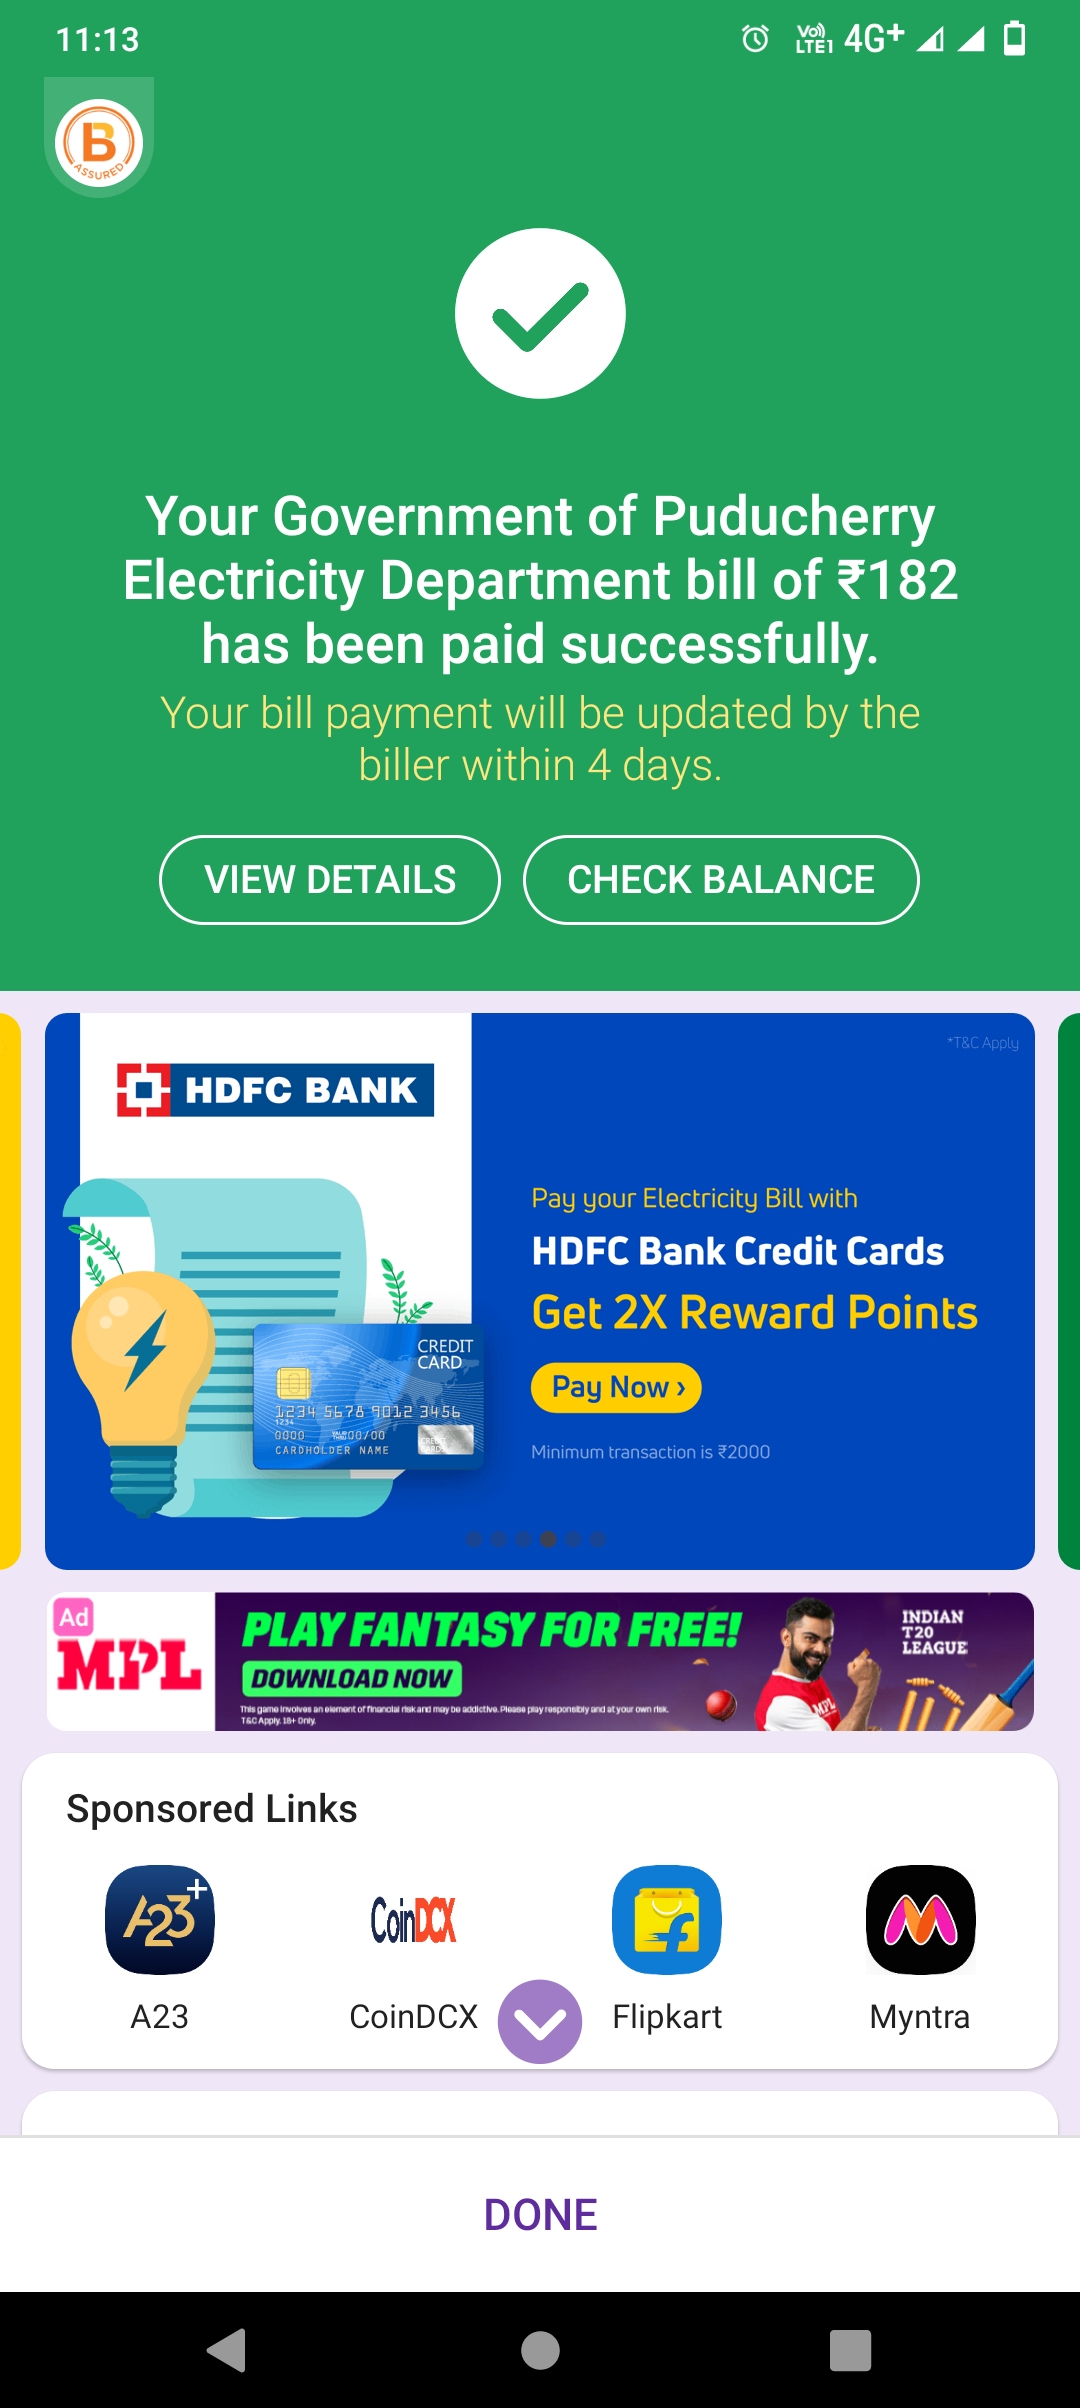 11:13
Vo))
LTE1
4G+
B
ASSURED
Your Government of Puducherry
Electricity Department bill of ₹182
has been paid successfully.
Your bill payment will be updated by the
biller within 4 days.
VIEW DETAILS
CHECK BALANCE
*T&C Apply
HDFC BANK
Pay your Electricity Bill with
HDFC Bank Credit Cards
Get 2X Reward Points
Pay Now ›
Minimum transaction is ₹2000
CREDIT
CARD
1234 5678 9012 3456
1234
0000
00/00
CARDHOLDER NAME
Ad
MPL
PLAY FANTASY FOR FREE!
DOWNLOAD NOW
This game involves an element of financial risk and may be addictive. Please play responsibly and at your own risk.
T&C Apply. 18+ Only.
MPL
INDIAN
T20
LEAGUE
Sponsored Links
A23+
CoinDCX
A23
CoinDCX
Flipkart
Myntra
DONE